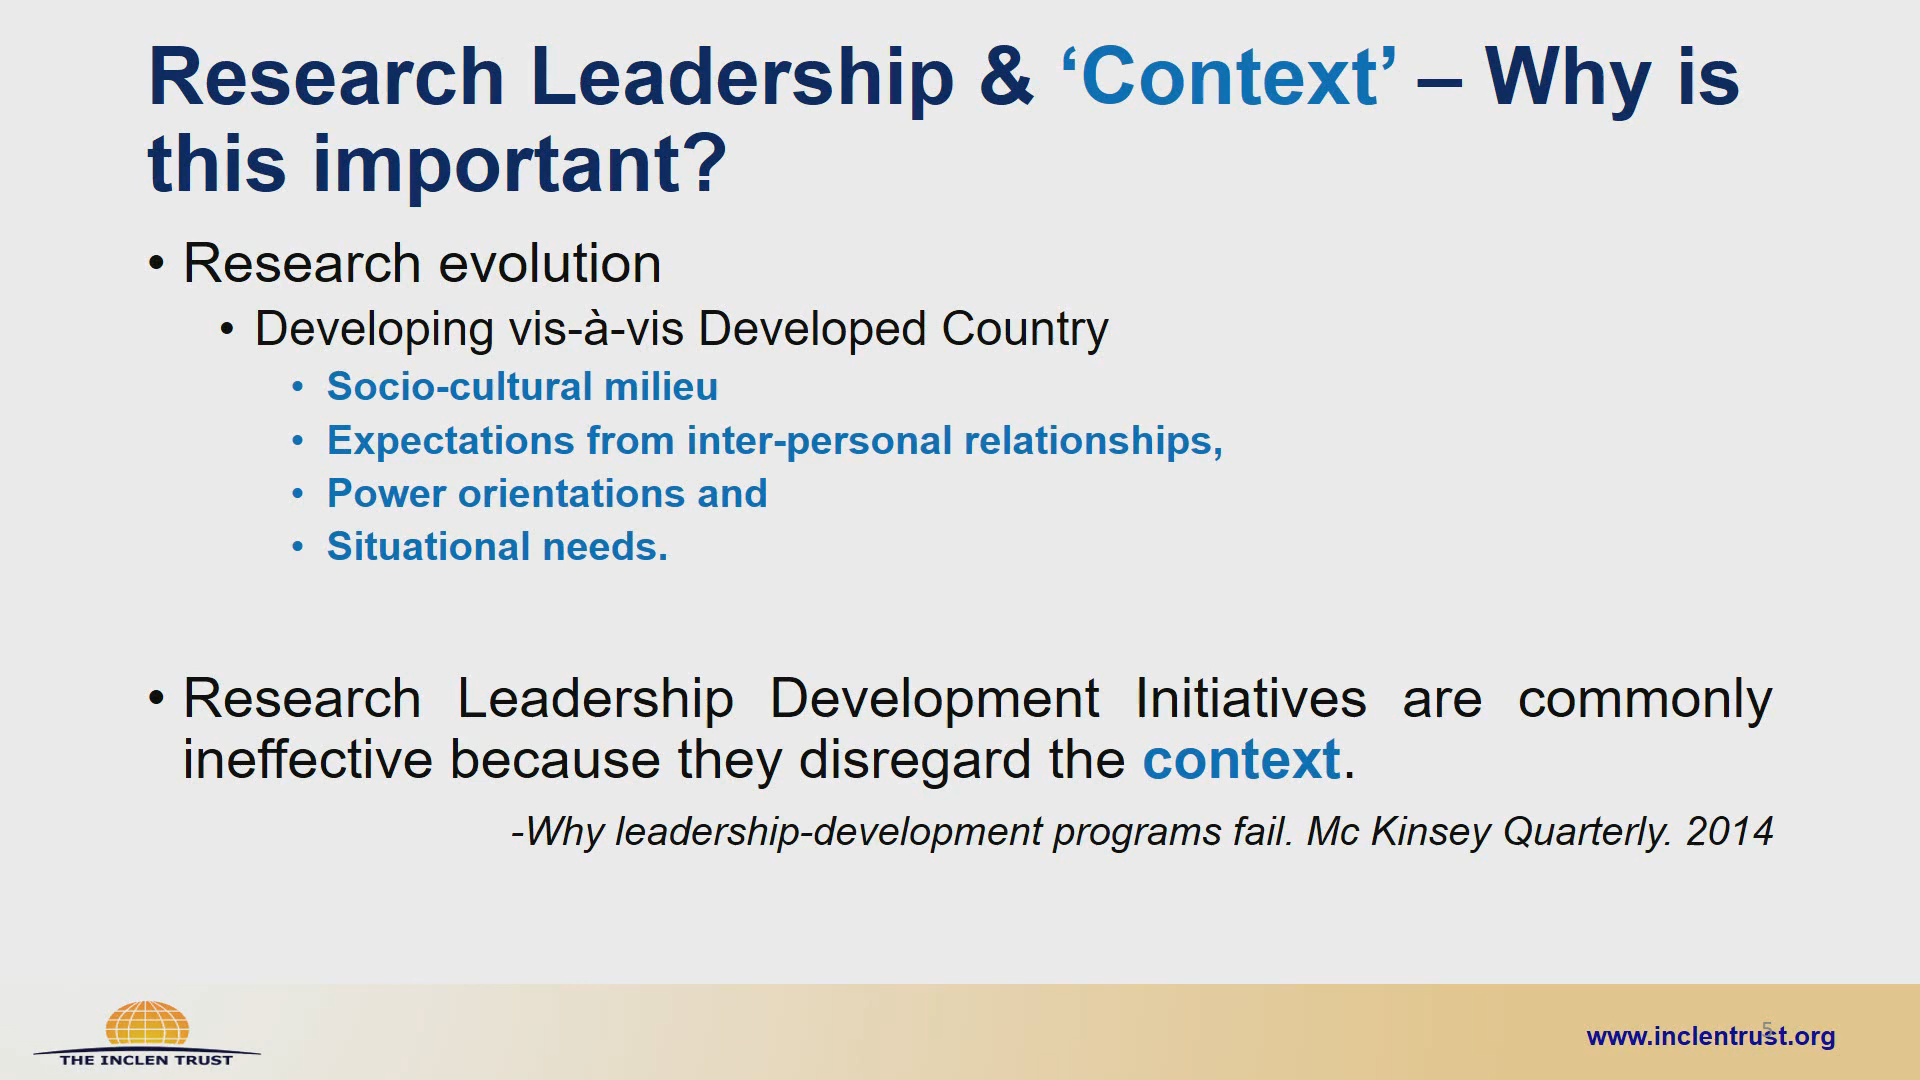 Research Leadership & ‘Context’ – Why is
this important?
• Research evolution
• Developing vis-à-vis Developed Country
• Socio-cultural milieu
• Expectations from inter-personal relationships,
• Power orientations and
• Situational needs.
• Research Leadership Development Initiatives are commonly
ineffective because they disregard the context.
-Why leadership-development programs fail. Mc Kinsey Quarterly. 2014
THE INCLEN TRUST
www.inclentrust.org
5